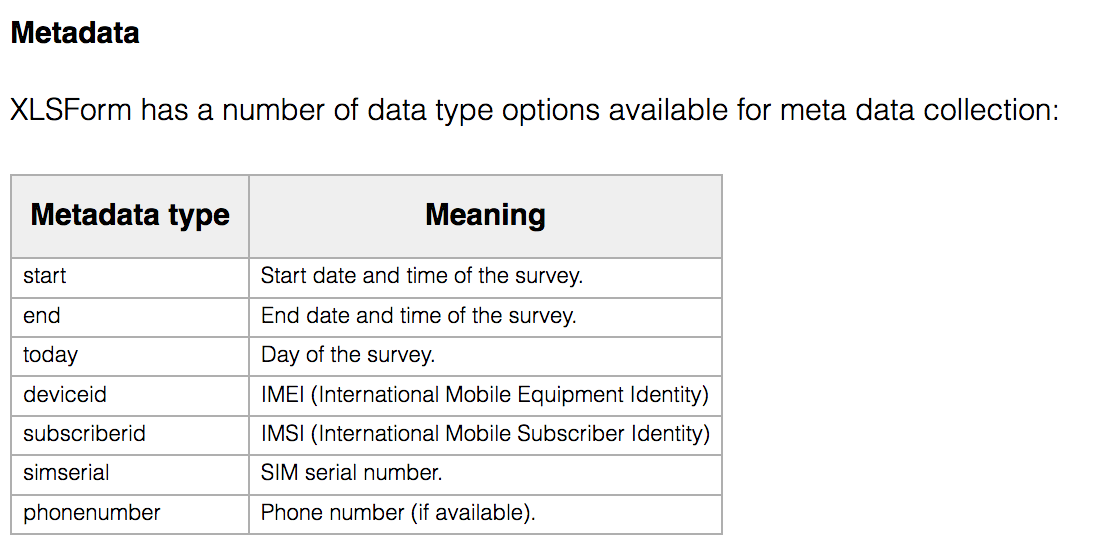 Metadata
XLSForm has a number of data type options available for meta data collection:
Metadata type Meaning
start Start date and time of the survey.
end End date and time of the survey.
today Day of the survey.
deviceid IMEI (International Mobile Equipment Identity)
subscriberid IMSI (International Mobile Subscriber Identity)
simserial SIM serial number.
phonenumber Phone number (if available).